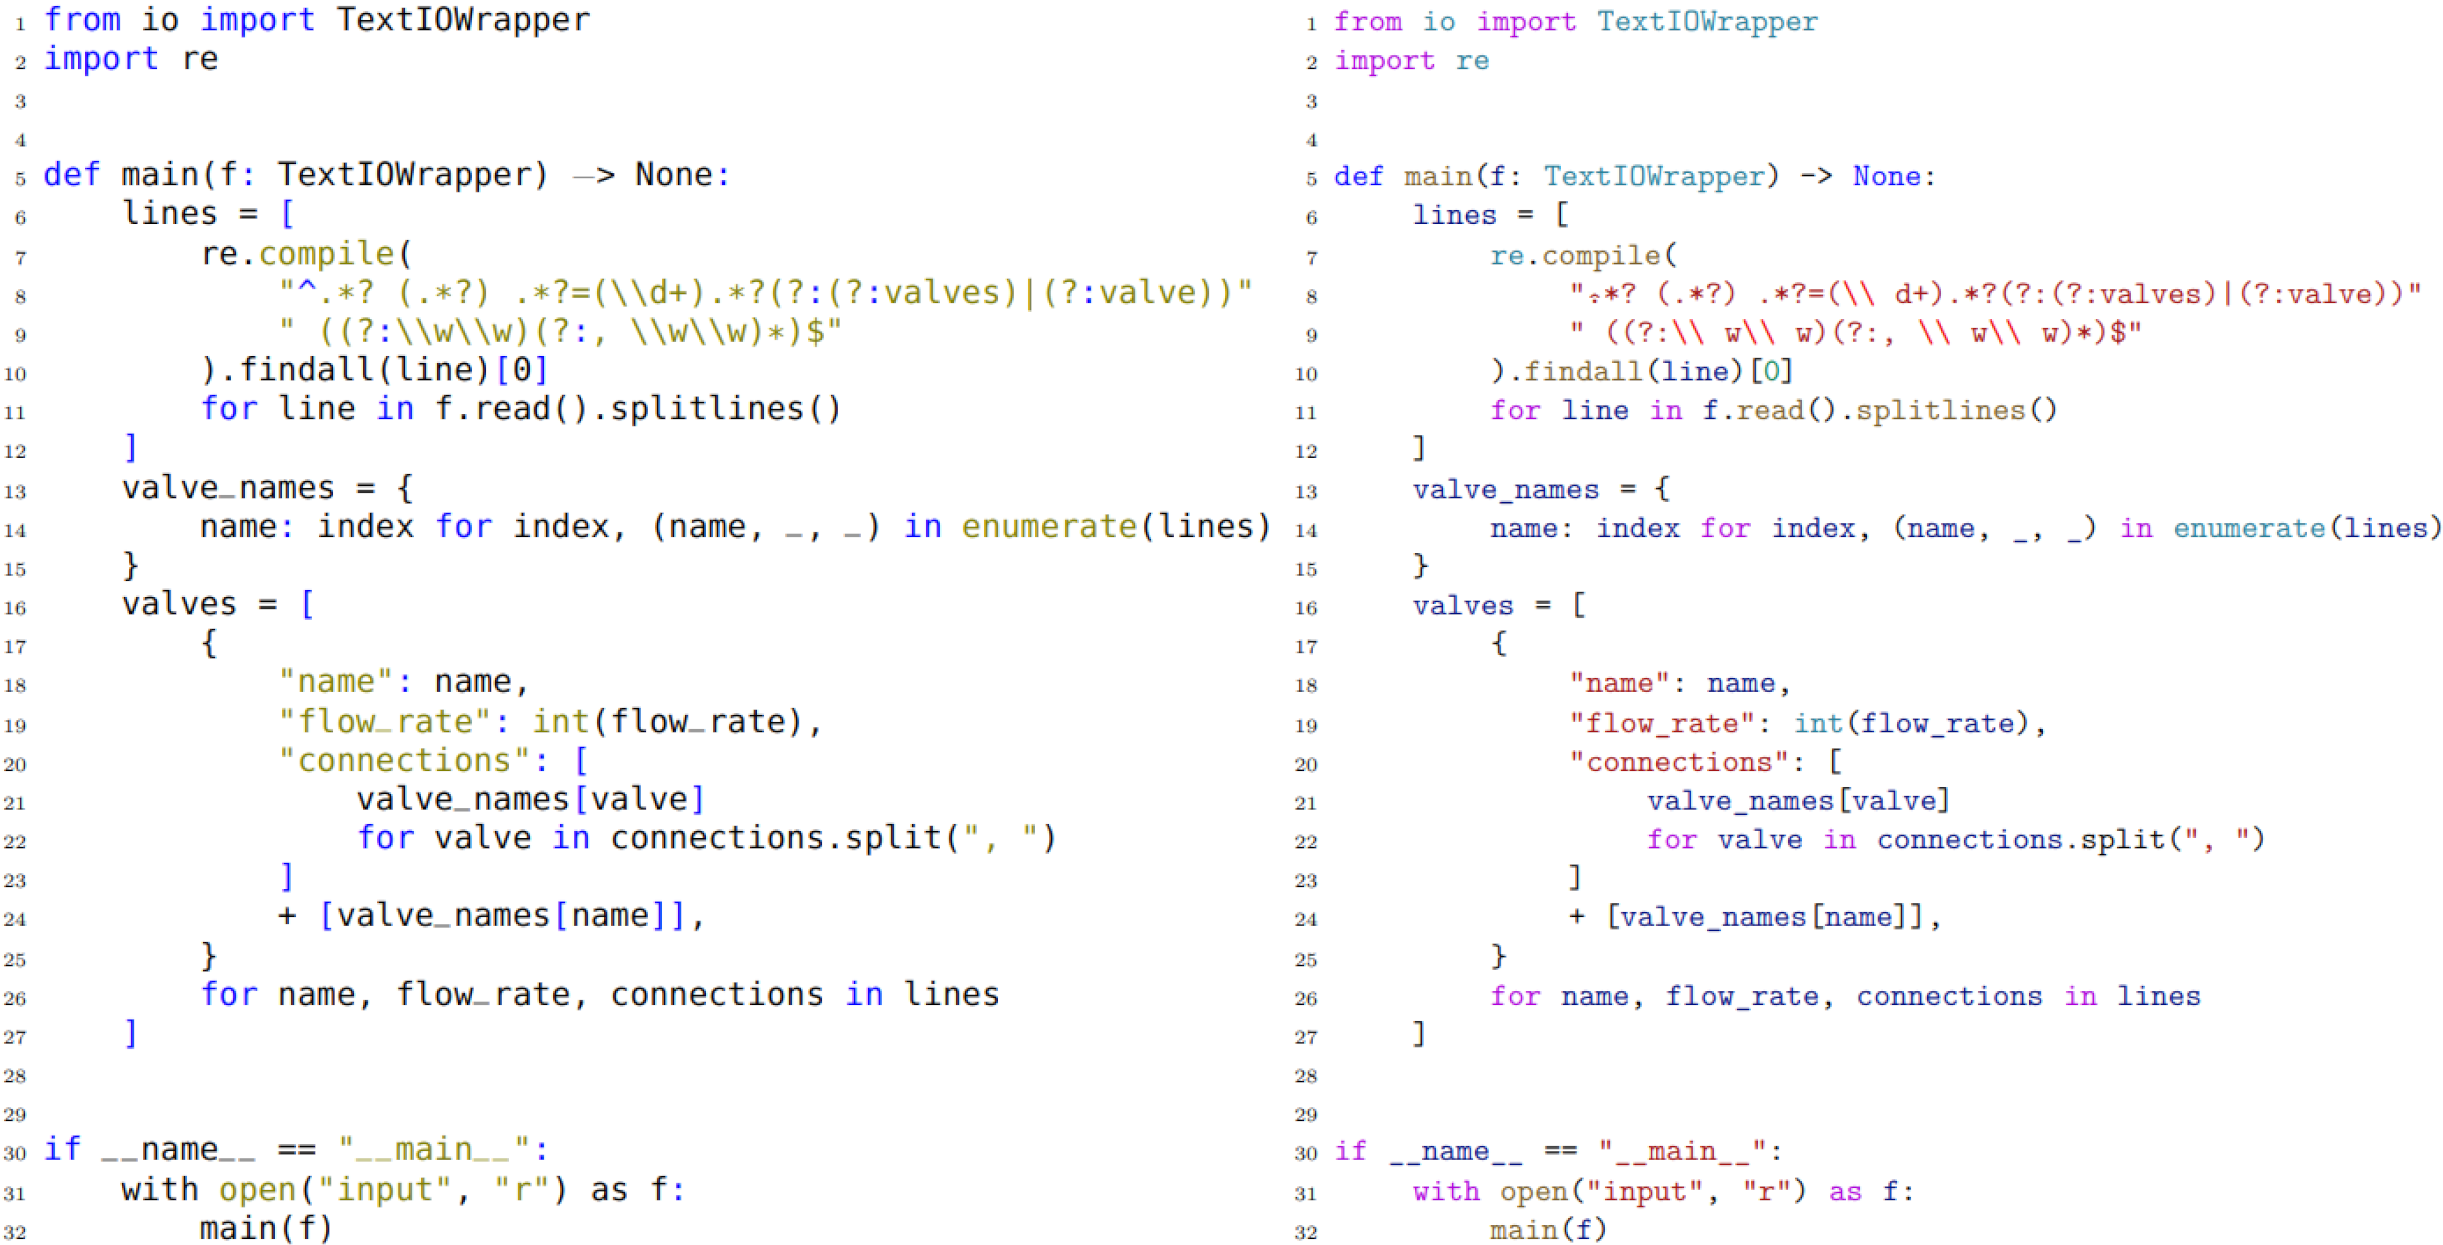 1 from io import TextIOWrapper
2 import re
3
4
5 def main(f: TextIOWrapper) -> None:
6     lines = [
7         re.compile(
8             "^.*? (.*?) .*?=(\\d+).*?(?:(?:valves)|(?:valve))"
9             " ((?:\\w\\w)(?:, \\w\\w)*)$"
10         ).findall(line)[0]
11         for line in f.read().splitlines()
12     ]
13     valve_names = {
14         name: index for index, (name, _, _) in enumerate(lines)
15     }
16     valves = [
17         {
18             "name": name,
19             "flow_rate": int(flow_rate),
20             "connections": [
21                 valve_names[valve]
22                 for valve in connections.split(", ")
23             ]
24             + [valve_names[name]],
25         }
26         for name, flow_rate, connections in lines
27     ]
28
29
30 if __name__ == "__main__":
31     with open("input", "r") as f:
32         main(f)
1 from io import TextIOWrapper
2 import re
3
4
5 def main(f: TextIOWrapper) -> None:
6     lines = [
7         re.compile(
8             ".*? (.*?) .*?=(\\ d+).*?(?:(?:valves)|(?:valve))"
9             " ((?:\\ w\\ w)(?:, \\ w\\ w)*)$"
10         ).findall(line)[0]
11         for line in f.read().splitlines()
12     ]
13     valve_names = {
14         name: index for index, (name, _, _) in enumerate(lines)
15     }
16     valves = [
17         {
18             "name": name,
19             "flow_rate": int(flow_rate),
20             "connections": [
21                 valve_names[valve]
22                 for valve in connections.split(", ")
23             ]
24             + [valve_names[name]],
25         }
26         for name, flow_rate, connections in lines
27     ]
28
29
30 if __name__ == "__main__":
31     with open("input", "r") as f:
32         main(f)